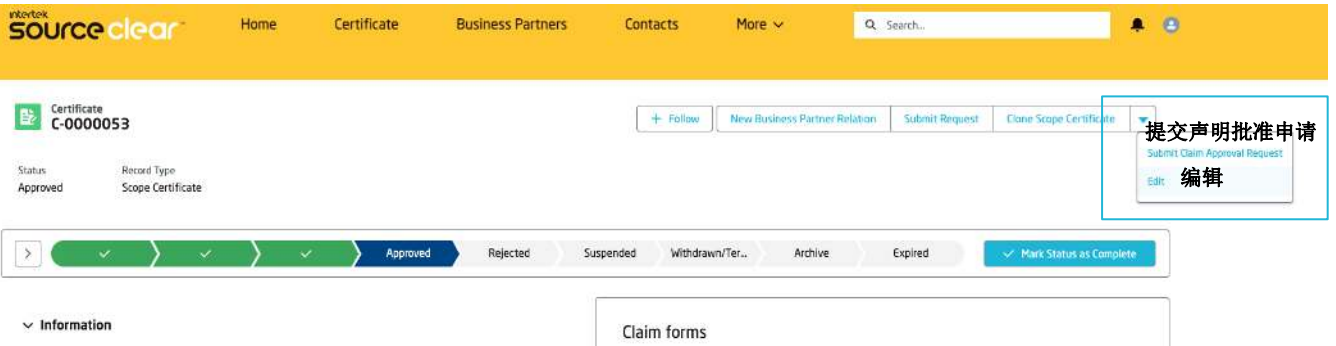 intertek
source clear
Home Certificate Business Partners Contacts More Search...
Certificate
C-0000053
+ Follow New Business Partner Relation Submit Request Clone Scope Certificate
提交声明批准申请
Submit Claim Approval Request
Edit 编辑
Status Record Type
Approved Scope Certificate
Approved Rejected Suspended Withdrawn/Ter... Archive Expired Mark Status as Complete
Information
Claim forms